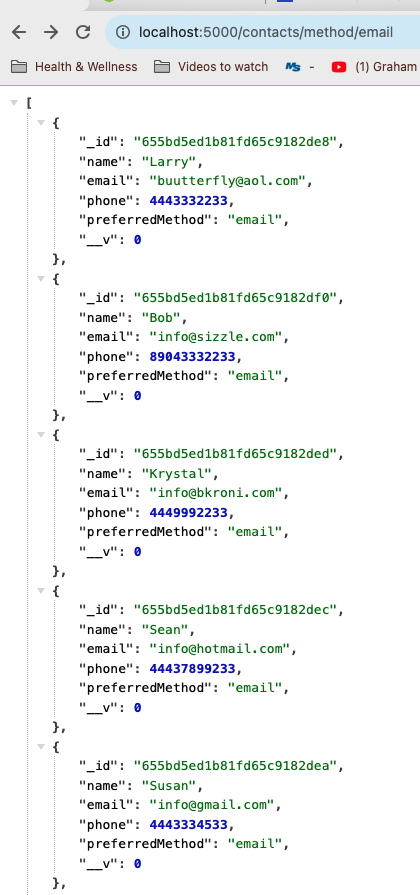 localhost:5000/contacts/method/email
Health & Wellness Videos to watch MS - (1) Graham
[
{
"_id": "655bd5ed1b81fd65c9182de8",
"name": "Larry",
"email": "buutterfly@aol.com",
"phone": 4443332233,
"preferredMethod": "email",
"__v": 0
},
{
"_id": "655bd5ed1b81fd65c9182df0",
"name": "Bob",
"email": "info@sizzle.com",
"phone": 89043332233,
"preferredMethod": "email",
"__v": 0
},
{
"_id": "655bd5ed1b81fd65c9182ded",
"name": "Krystal",
"email": "info@bkroni.com",
"phone": 4449992233,
"preferredMethod": "email",
"__v": 0
},
{
"_id": "655bd5ed1b81fd65c9182dec",
"name": "Sean",
"email": "info@hotmail.com",
"phone": 44437899233,
"preferredMethod": "email",
"__v": 0
},
{
"_id": "655bd5ed1b81fd65c9182dea",
"name": "Susan",
"email": "info@gmail.com",
"phone": 4443334533,
"preferredMethod": "email",
"__v": 0
},